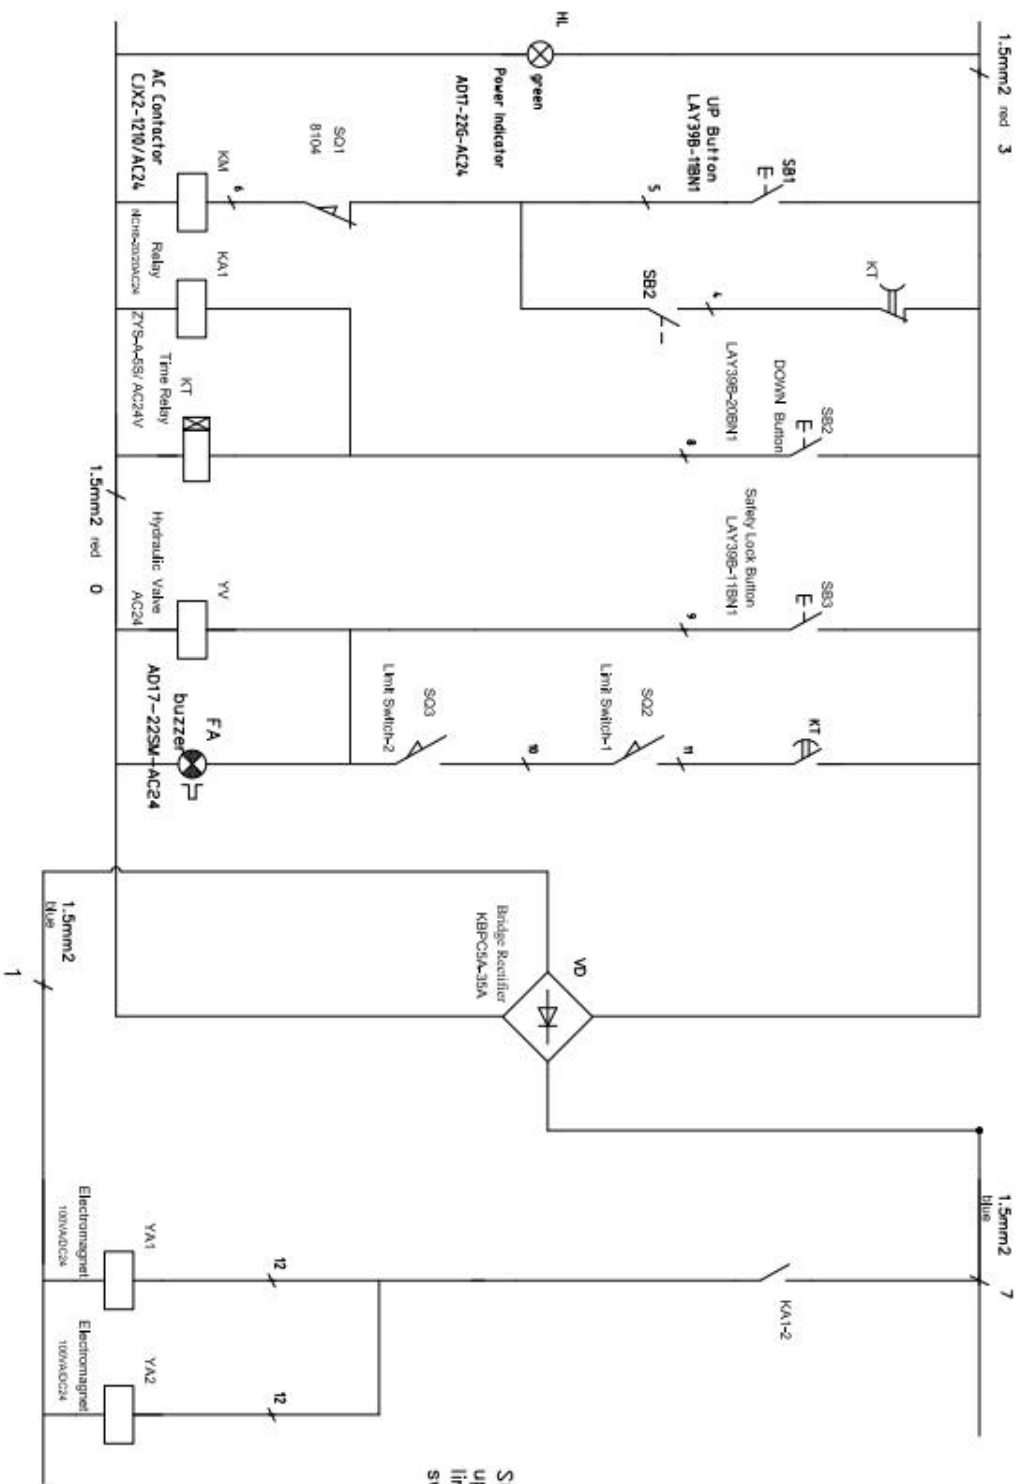 1.5mm2 red 3
HL
green
Power Indicator
AD17-22G-AC24
SB1
UP Button
LAY39B-11BN1
5
SQ1
8104
6
KM
AC Contactor
CJX2-1210/AC24
KT
4
SB2
KA1
Relay
NCH8-20/20AC24
SB2
DOWN Button
LAY39B-20BN1
8
KT
Time Relay
ZYS-A-5S/ AC24V
1.5mm2 red 0
SB3
Safety Lock Button
LAY39B-11BN1
9
YV
Hydraulic Valve
AC24
KT
11
SQ2
Limit Switch-1
10
SQ3
Limit Switch-2
FA
buzzer
AD17-22SM-AC24
VD
Bridge Rectifier
KBPC5A-35A
1.5mm2
blue
1
1.5mm2
blue
7
KA1-2
12
YA1
Electromagnet
100VA/DC24
12
YA2
Electromagnet
100VA/DC24